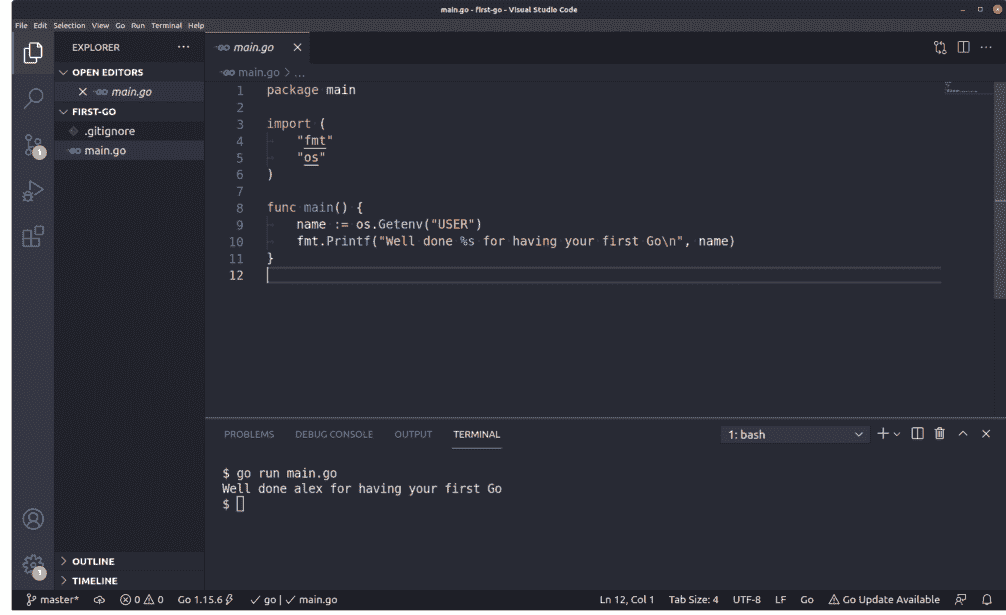 main.go - first-go - Visual Studio Code
File Edit Selection View Go Run Terminal Help
EXPLORER
OPEN EDITORS
main.go
FIRST-GO
.gitignore
main.go
1
1
OUTLINE
TIMELINE
main.go
main.go > ...
1 package main
2
3 import (
4 "fmt"
5 "os"
6 )
7
8 func main() {
9 name := os.Getenv("USER")
10 fmt.Printf("Well done %s for having your first Go\n", name)
11 }
12
PROBLEMS DEBUG CONSOLE OUTPUT TERMINAL 1: bash
$ go run main.go
Well done alex for having your first Go
$
master* 0 0 Go 1.15.6 go | main.go Ln 12, Col 1 Tab Size: 4 UTF-8 LF Go Go Update Available